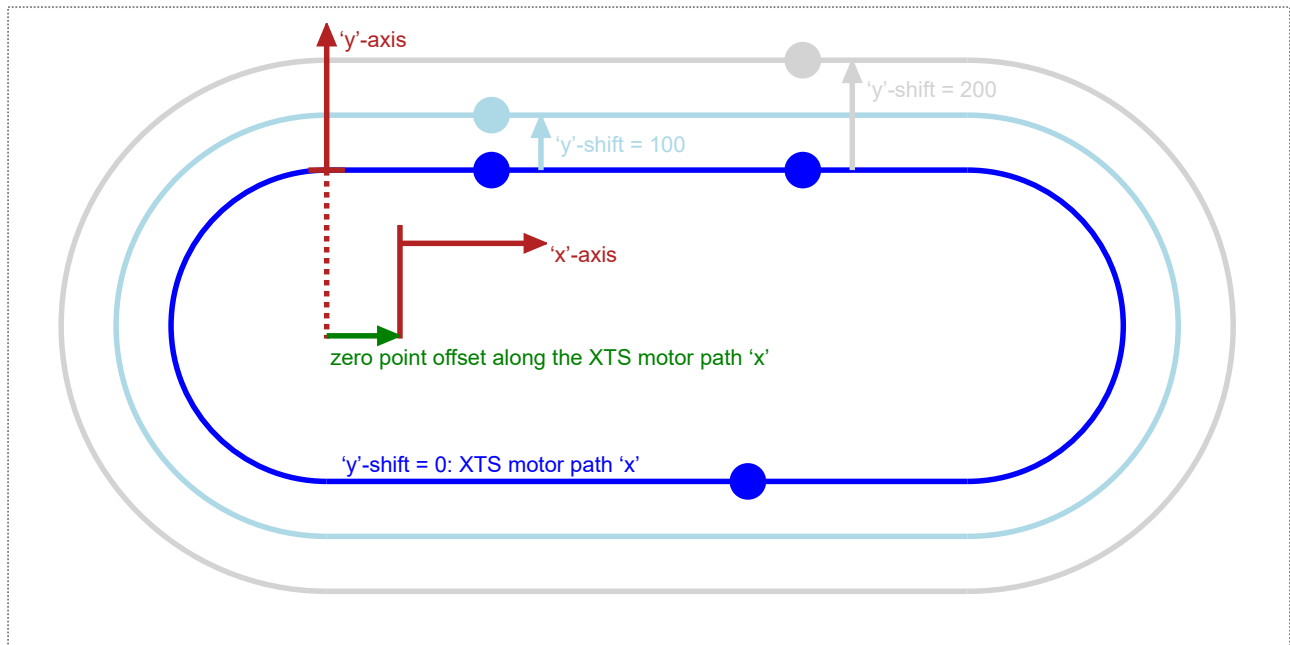 ‘y’-axis
‘y’-shift = 200
‘y’-shift = 100
‘x’-axis
zero point offset along the XTS motor path ‘x’
‘y’-shift = 0: XTS motor path ‘x’